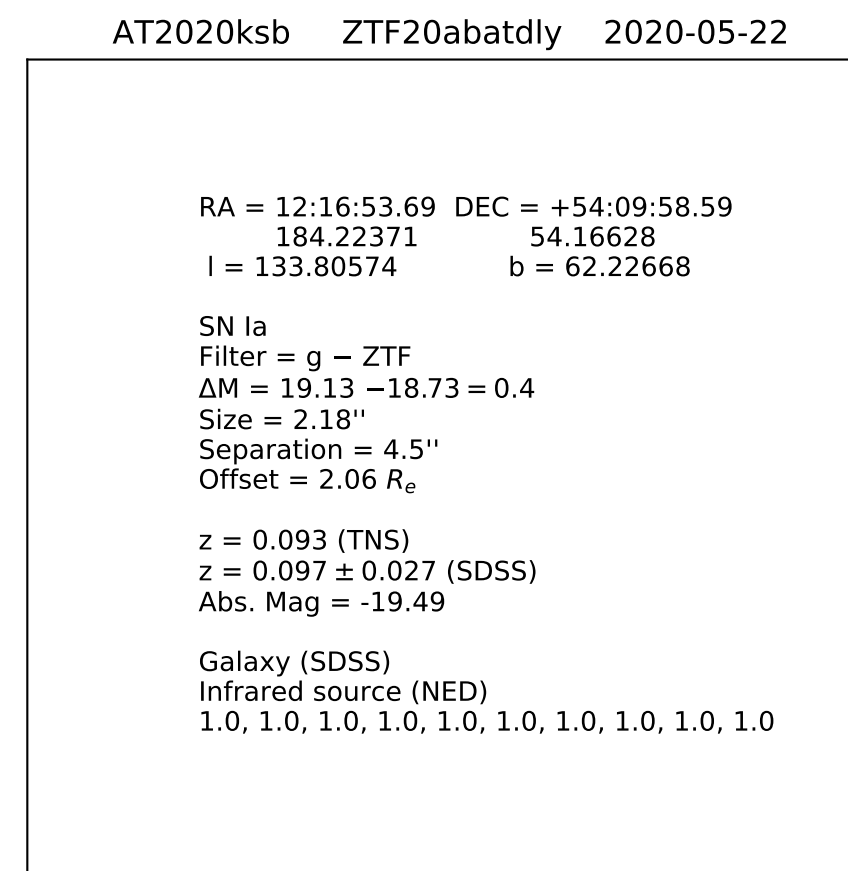 AT2020ksb ZTF20abatdly 2020-05-22
RA = 12:16:53.69 DEC = +54:09:58.59
184.22371 54.16628
l = 133.80574 b = 62.22668
SN Ia
Filter = g − ZTF
ΔM = 19.13 −18.73 = 0.4
Size = 2.18''
Separation = 4.5''
Offset = 2.06 Rₑ
z = 0.093 (TNS)
z = 0.097 ± 0.027 (SDSS)
Abs. Mag = -19.49
Galaxy (SDSS)
Infrared source (NED)
1.0, 1.0, 1.0, 1.0, 1.0, 1.0, 1.0, 1.0, 1.0, 1.0